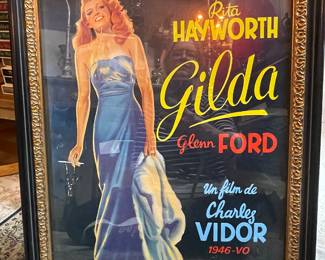 Rita
HAYWORTH
Gilda
Glenn FORD
Un film de
Charles
VIDOR
1946-VO